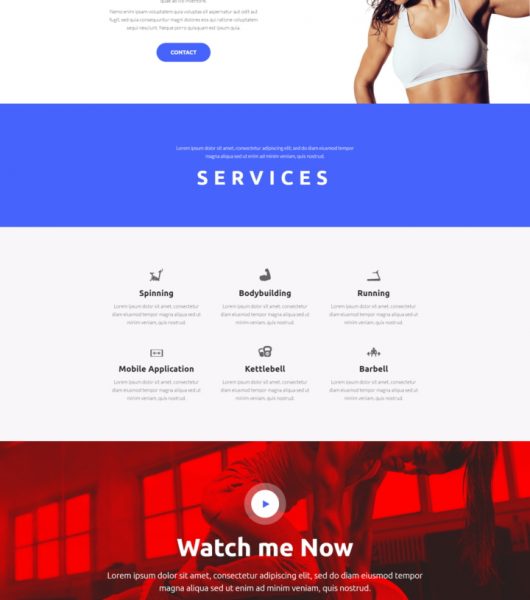 quae ab illo inventore.
Nemo enim ipsam voluptatem quia voluptas sit aspernatur aut odit aut
fugit, sed quia consequuntur magni dolores eos qui ratione voluptatem
sequi nesciunt. Neque porro quisquam est ipsum quia.
CONTACT
Lorem ipsum dolor sit amet, consectetur adipiscing elit, sed do diam eiusmod tempor
magna aliqua sed ut enim ad minim veniam, quis nostrud.
SERVICES
Spinning
Lorem ipsum dolor sit amet, consectetur
diam eiusmod tempor magna aliqua sed ut
minim veniam, quis nostrud.
Bodybuilding
Lorem ipsum dolor sit amet, consectetur
diam eiusmod tempor magna aliqua sed ut
minim veniam, quis nostrud.
Running
Lorem ipsum dolor sit amet, consectetur
diam eiusmod tempor magna aliqua sed ut
minim veniam, quis nostrud.
Mobile Application
Lorem ipsum dolor sit amet, consectetur
diam eiusmod tempor magna aliqua sed ut
minim veniam, quis nostrud.
Kettlebell
Lorem ipsum dolor sit amet, consectetur
diam eiusmod tempor magna aliqua sed ut
minim veniam, quis nostrud.
Barbell
Lorem ipsum dolor sit amet, consectetur
diam eiusmod tempor magna aliqua sed ut
minim veniam, quis nostrud.
Watch me Now
Lorem ipsum dolor sit amet, consectetur adipiscing elit, sed do diam
eiusmod tempor magna aliqua sed ut enim ad minim veniam, quis nostrud.